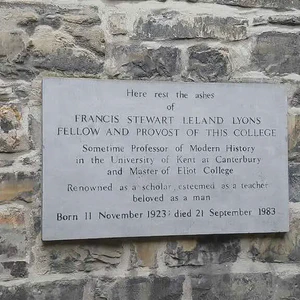 Here rest the ashes
of
FRANCIS STEWART LELAND LYONS
FELLOW AND PROVOST OF THIS COLLEGE
Sometime Professor of Modern History
in the University of Kent at Canterbury
and Master of Eliot College
Renowned as a scholar, esteemed as a teacher
beloved as a man
Born 11 November 1923: died 21 September 1983